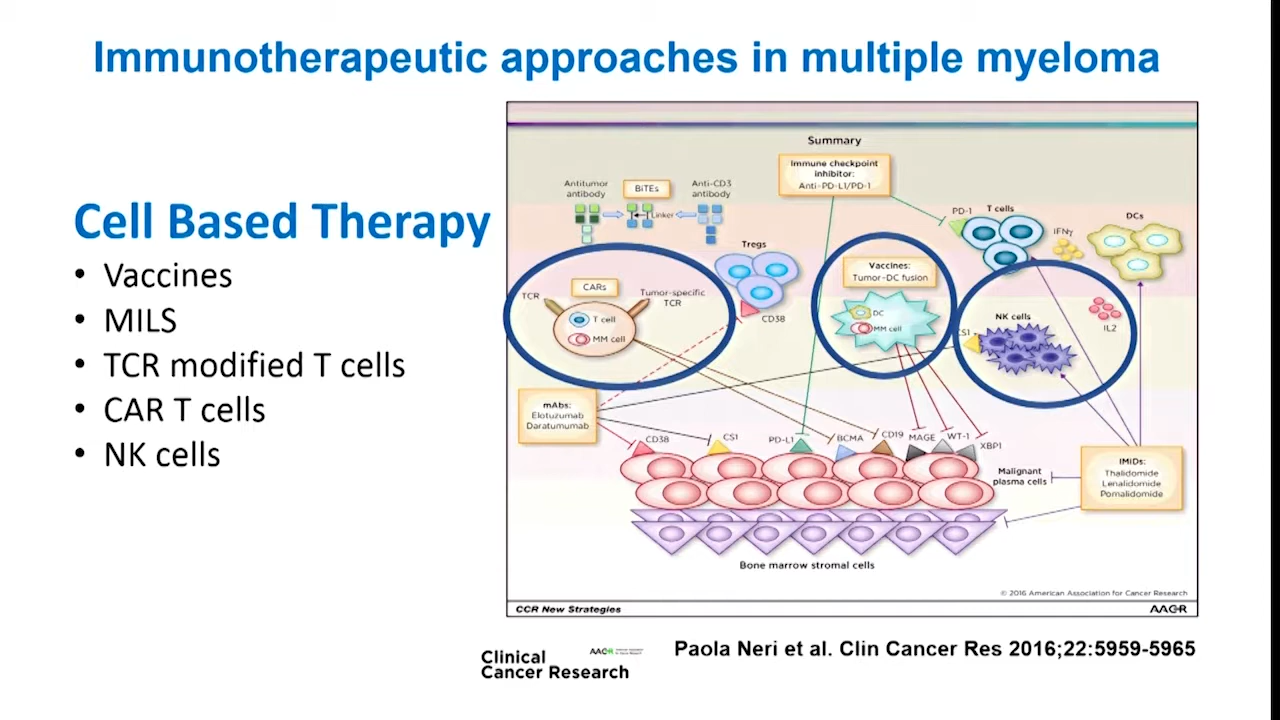 Immunotherapeutic approaches in multiple myeloma
Cell Based Therapy
• Vaccines
• MILS
• TCR modified T cells
• CAR T cells
• NK cells
Summary
Immune checkpoint
inhibitor:
Anti-PD-L1/PD-1
Antitumor
antibody
BiTEs
Linker
Anti-CD3
antibody
PD-1
T cells
IFNγ
DCs
Tregs
CD38
TCR
CARs
Tumor-specific
TCR
T cell
MM cell
Vaccines:
Tumor-DC fusion
DC
MM cell
CS1
NK cells
IL2
mAbs:
Elotuzumab
Daratumumab
CD38
CS1
PD-L1
BCMA
CD19
MAGE
WT-1
XBP1
Malignant
plasma cells
IMiDs:
Thalidomide
Lenalidomide
Pomalidomide
Bone marrow stromal cells
© 2016 American Association for Cancer Research
CCR New Strategies
AACR
Clinical
Cancer Research
AACR
Paola Neri et al. Clin Cancer Res 2016;22:5959-5965